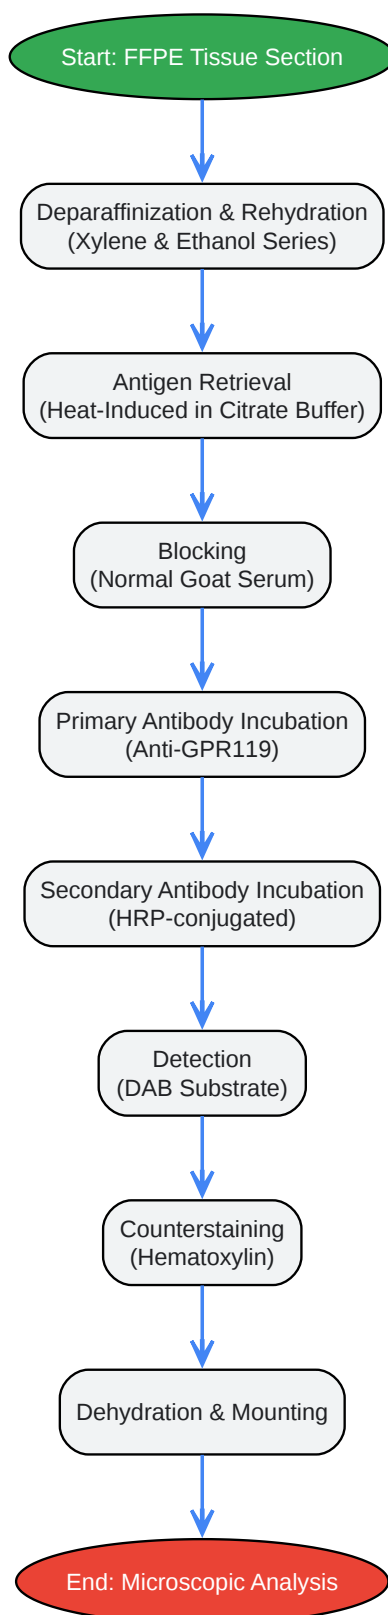 Start: FFPE Tissue Section
Deparaffinization & Rehydration
(Xylene & Ethanol Series)
Antigen Retrieval
(Heat-Induced in Citrate Buffer)
Blocking
(Normal Goat Serum)
Primary Antibody Incubation
(Anti-GPR119)
Secondary Antibody Incubation
(HRP-conjugated)
Detection
(DAB Substrate)
Counterstaining
(Hematoxylin)
Dehydration & Mounting
End: Microscopic Analysis